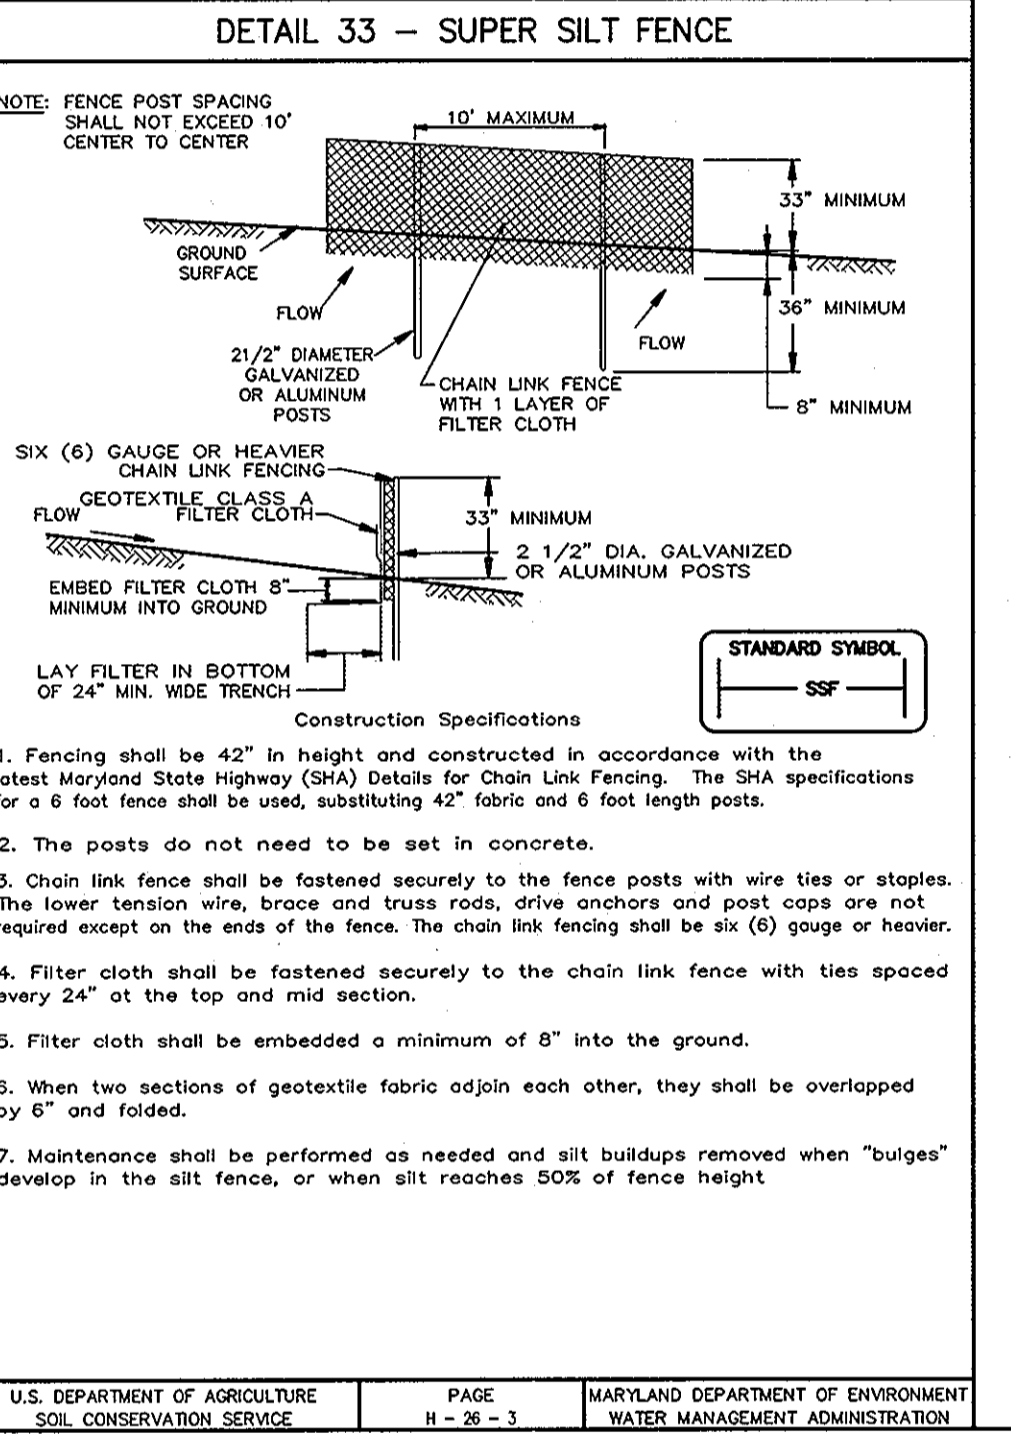 DETAIL 33 – SUPER SILT FENCE
NOTE: FENCE POST SPACING
SHALL NOT EXCEED 10'
CENTER TO CENTER
10' MAXIMUM
33" MINIMUM
GROUND
SURFACE
FLOW
36" MINIMUM
FLOW
21/2" DIAMETER
GALVANIZED
OR ALUMINUM
POSTS
CHAIN LINK FENCE
WITH 1 LAYER OF
FILTER CLOTH
8" MINIMUM
SIX (6) GAUGE OR HEAVIER
CHAIN LINK FENCING
GEOTEXTILE CLASS A
FILTER CLOTH
FLOW
33" MINIMUM
2 1/2" DIA. GALVANIZED
OR ALUMINUM POSTS
EMBED FILTER CLOTH 8"
MINIMUM INTO GROUND
LAY FILTER IN BOTTOM
OF 24" MIN. WIDE TRENCH
STANDARD SYMBOL
SSF
Construction Specifications
1. Fencing shall be 42" in height and constructed in accordance with the
latest Maryland State Highway (SHA) Details for Chain Link Fencing. The SHA specifications
for a 6 foot fence shall be used, substituting 42" fabric and 6 foot length posts.
2. The posts do not need to be set in concrete.
3. Chain link fence shall be fastened securely to the fence posts with wire ties or staples.
The lower tension wire, brace and truss rods, drive anchors and post caps are not
required except on the ends of the fence. The chain link fencing shall be six (6) gauge or heavier.
4. Filter cloth shall be fastened securely to the chain link fence with ties spaced
every 24" at the top and mid section.
5. Filter cloth shall be embedded a minimum of 8" into the ground.
6. When two sections of geotextile fabric adjoin each other, they shall be overlapped
by 6" and folded.
7. Maintenance shall be performed as needed and silt buildups removed when "bulges"
develop in the silt fence, or when silt reaches 50% of fence height
U.S. DEPARTMENT OF AGRICULTURE
SOIL CONSERVATION SERVICE
PAGE
H – 26 – 3
MARYLAND DEPARTMENT OF ENVIRONMENT
WATER MANAGEMENT ADMINISTRATION